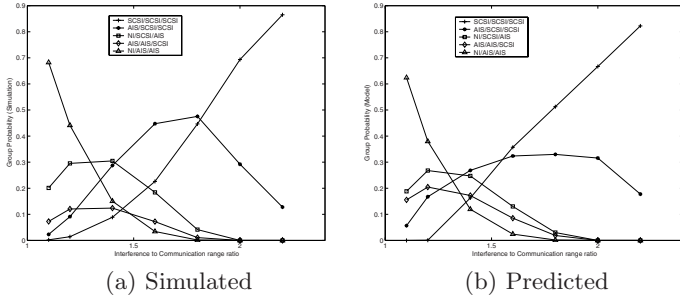 SCSI/SCSI/SCSI
AIS/SCSI/SCSI
NI/SCSI/AIS
AIS/AIS/SCSI
NI/AIS/AIS
Group Probability (Simulation)
0.9
0.8
0.7
0.6
0.5
0.4
0.3
0.2
0.1
0
1
1.5
2
Interference to Communication range ratio
(a) Simulated
SCSI/SCSI/SCSI
AIS/SCSI/SCSI
NI/SCSI/AIS
AIS/AIS/SCSI
NI/AIS/AIS
Group Probability (Model)
0.9
0.8
0.7
0.6
0.5
0.4
0.3
0.2
0.1
0
1
1.5
2
Interference to Communication range ratio
(b) Predicted